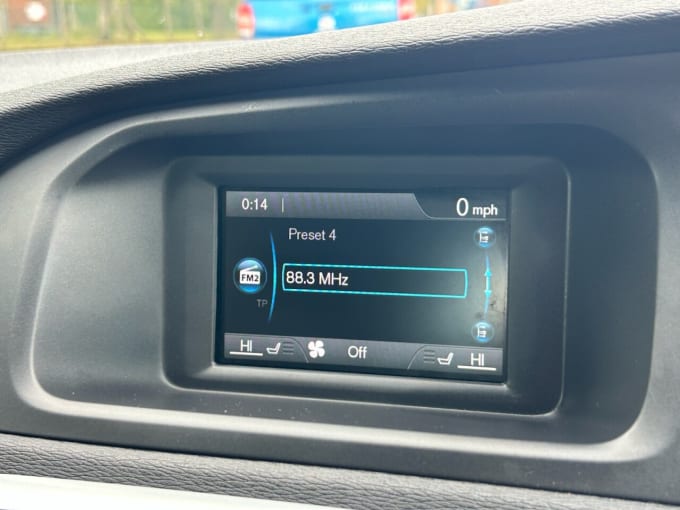 0:14 0 mph
Preset 4
FM2 88.3 MHz
TP
HI Off HI